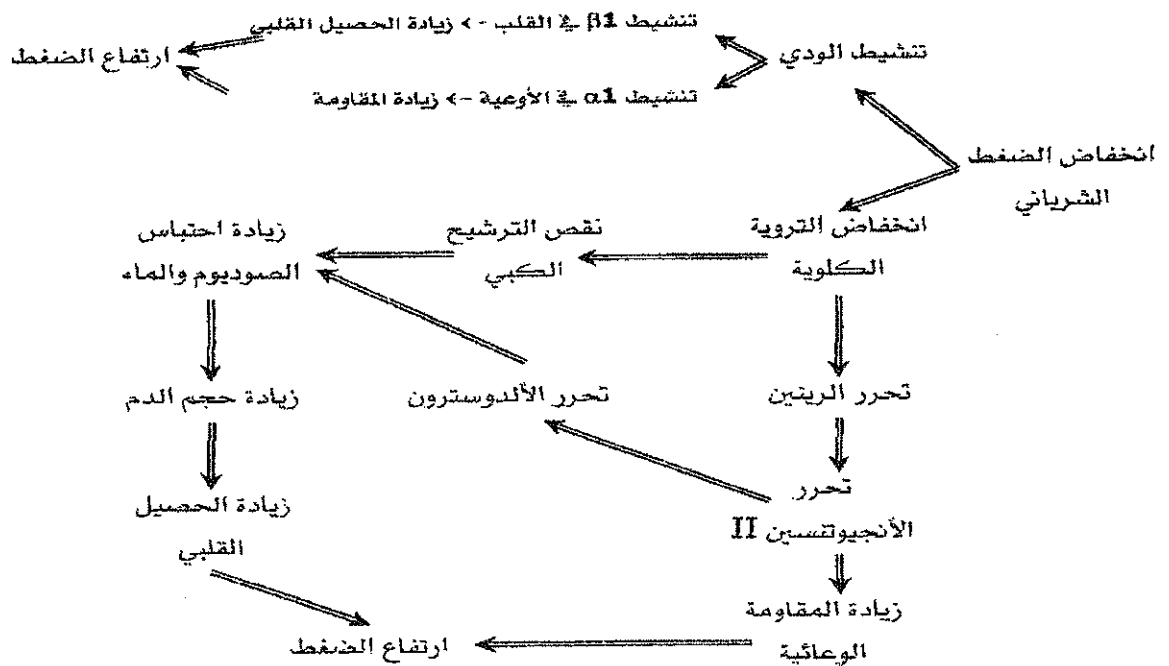 تنشيط β1 في القلب -> زيادة الحصيل القلبي
تنشيط الودي
ارتفاع الضغط
تنشيط α1 في الأوعية -> زيادة المقاومة
انخفاض الضغط
الشرياني
انخفاض التروية
الكلوية
نقص الترشيح
الكبي
زيادة احتباس
الصوديوم والماء
تحرر الرينين
تحرر الألدوسترون
زيادة حجم الدم
تحرر
الأنجيوتنسين II
زيادة الحصيل
القلبي
زيادة المقاومة
الوعائية
ارتفاع الضغط